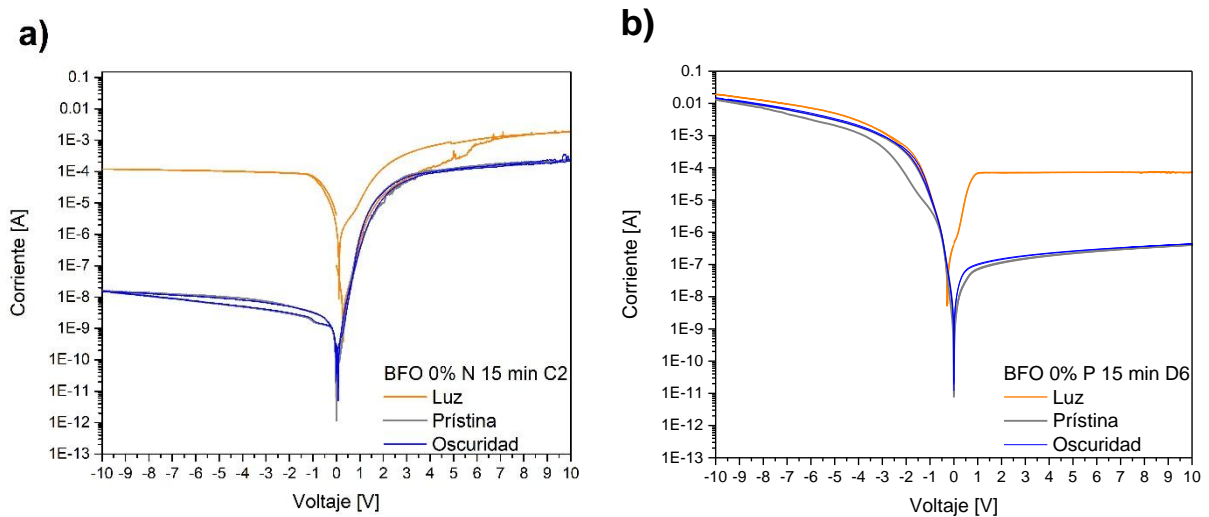 a)
0.1
0.01
1E-3
1E-4
1E-5
1E-6
1E-7
1E-8
1E-9
1E-10
1E-11
1E-12
1E-13
Corriente [A]
-10 -9 -8 -7 -6 -5 -4 -3 -2 -1 0 1 2 3 4 5 6 7 8 9 10
Voltaje [V]
BFO 0% N 15 min C2
Luz
Prístina
Oscuridad
b)
0.1
0.01
1E-3
1E-4
1E-5
1E-6
1E-7
1E-8
1E-9
1E-10
1E-11
1E-12
1E-13
Corriente [A]
-10 -9 -8 -7 -6 -5 -4 -3 -2 -1 0 1 2 3 4 5 6 7 8 9 10
Voltaje [V]
BFO 0% P 15 min D6
Luz
Prístina
Oscuridad